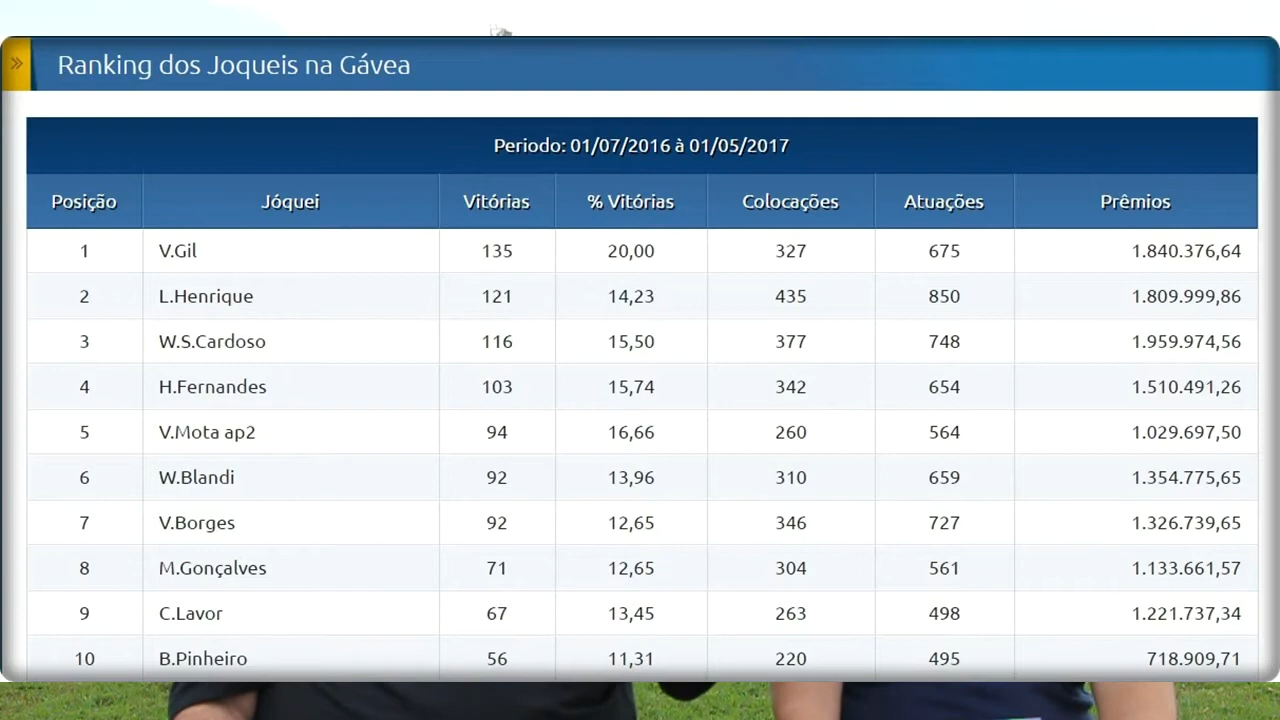 » Ranking dos Joqueis na Gávea
Periodo: 01/07/2016 à 01/05/2017
Posição Jóquei Vitórias % Vitórias Colocações Atuações Prêmios
1 V.Gil 135 20,00 327 675 1.840.376,64
2 L.Henrique 121 14,23 435 850 1.809.999,86
3 W.S.Cardoso 116 15,50 377 748 1.959.974,56
4 H.Fernandes 103 15,74 342 654 1.510.491,26
5 V.Mota ap2 94 16,66 260 564 1.029.697,50
6 W.Blandi 92 13,96 310 659 1.354.775,65
7 V.Borges 92 12,65 346 727 1.326.739,65
8 M.Gonçalves 71 12,65 304 561 1.133.661,57
9 C.Lavor 67 13,45 263 498 1.221.737,34
10 B.Pinheiro 56 11,31 220 495 718.909,71